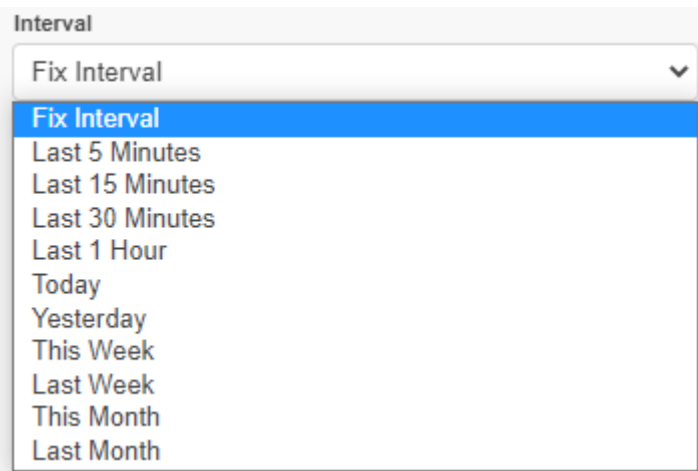 Interval
Fix Interval
Fix Interval
Last 5 Minutes
Last 15 Minutes
Last 30 Minutes
Last 1 Hour
Today
Yesterday
This Week
Last Week
This Month
Last Month